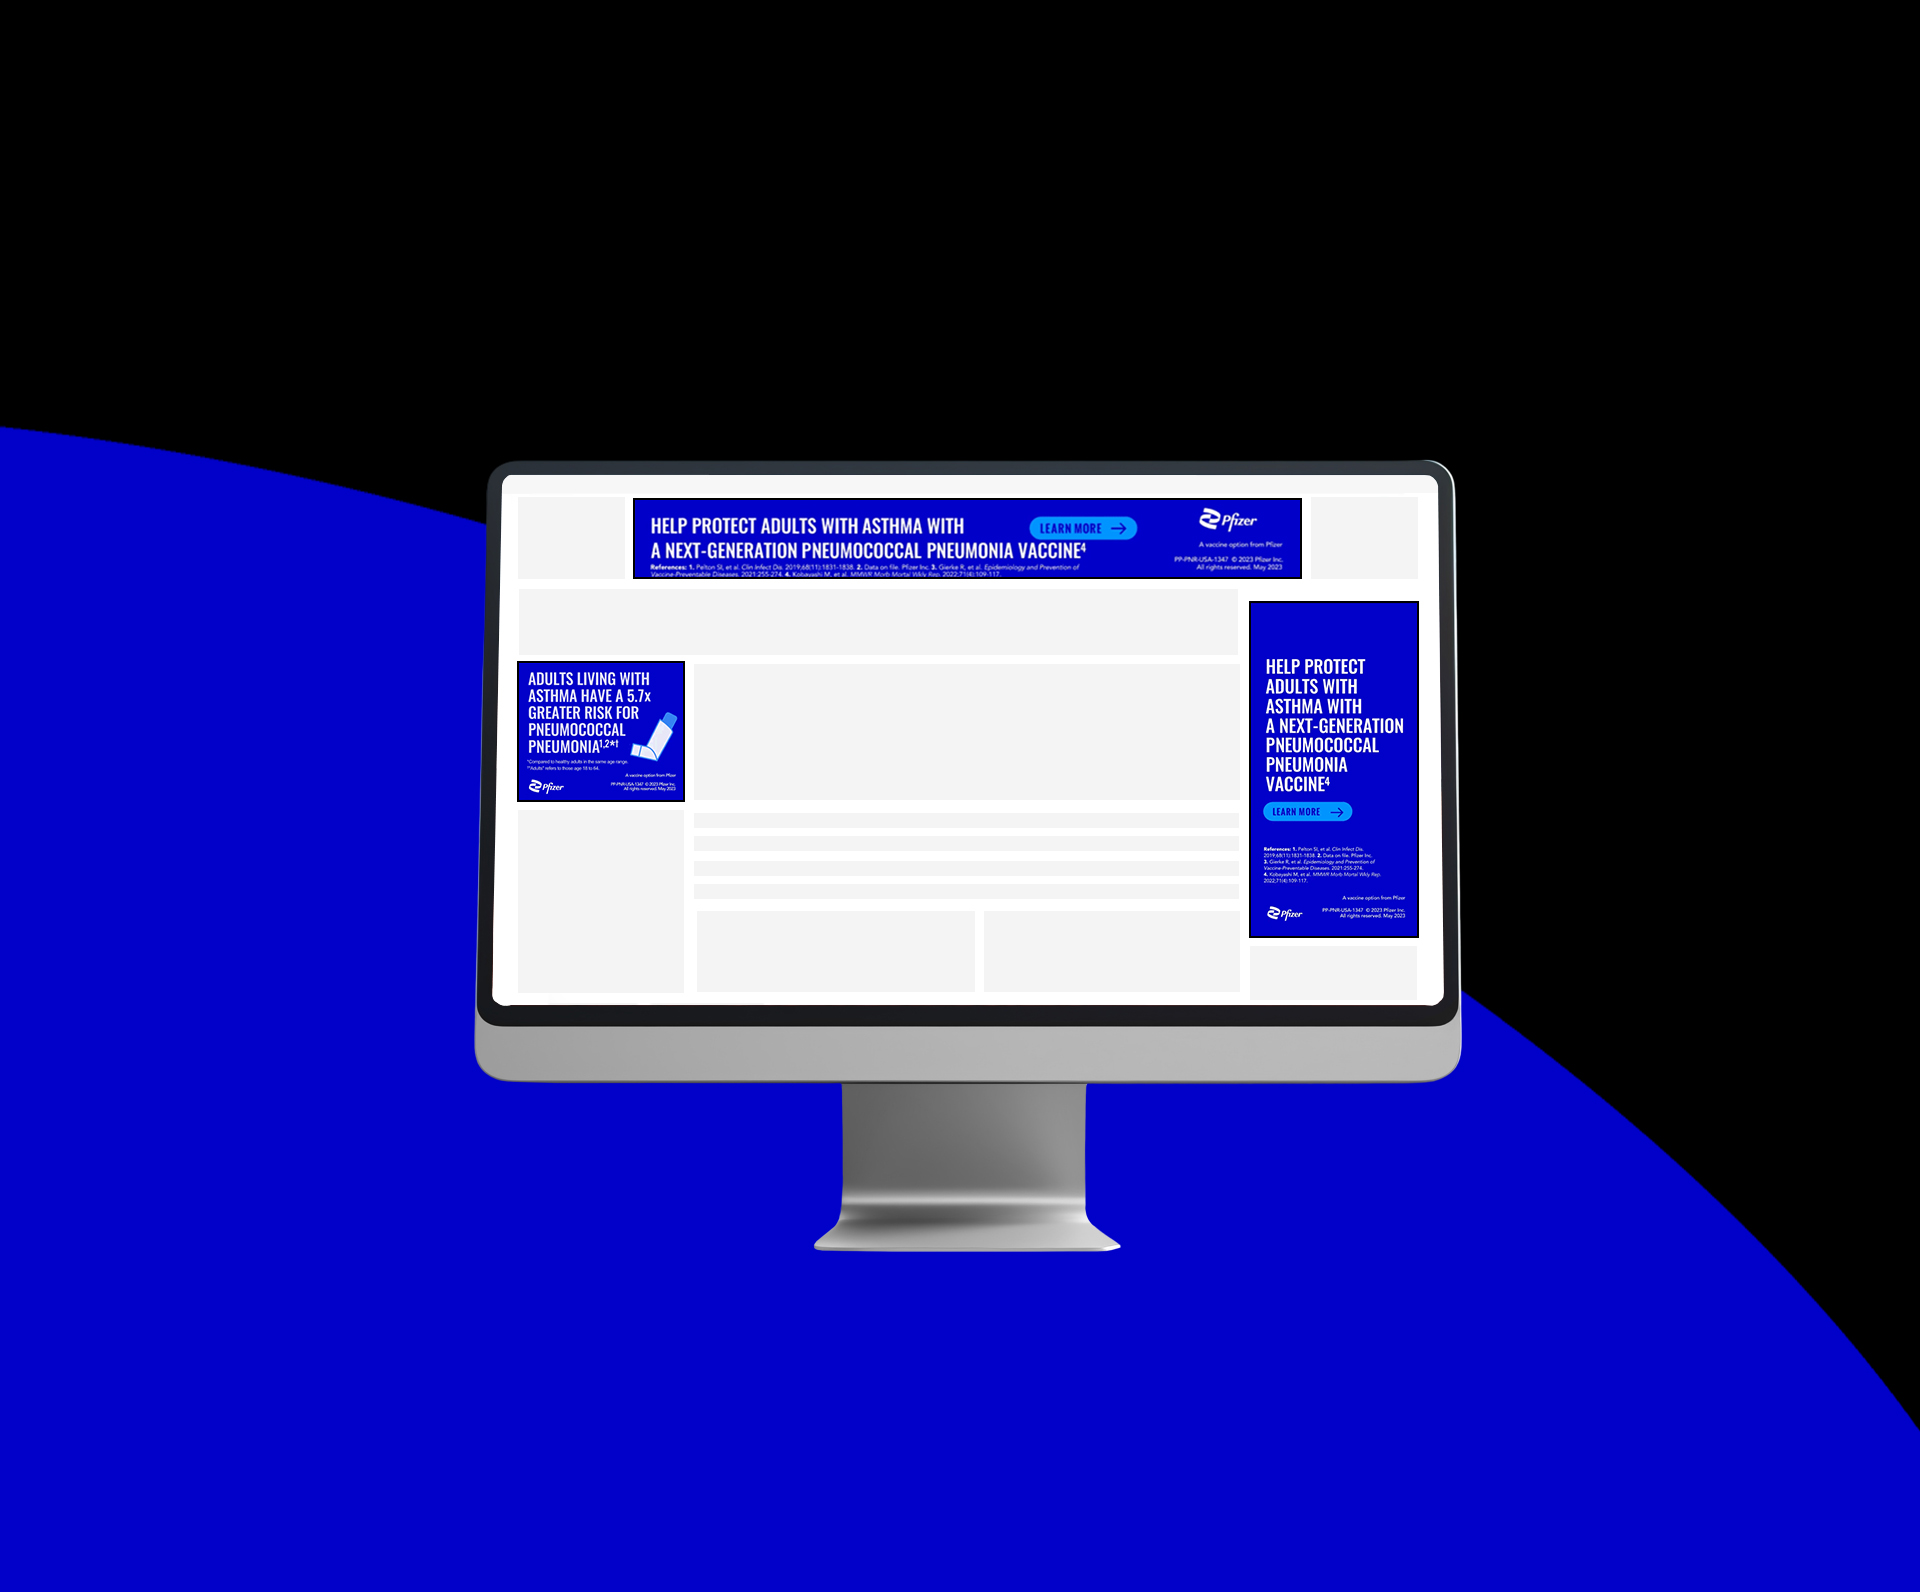 HELP PROTECT ADULTS WITH ASTHMA WITH
A NEXT-GENERATION PNEUMOCOCCAL PNEUMONIA VACCINE⁴
References: 1. Pelton SI, et al. Clin Infect Dis. 2019;68(11):1831-1838. 2. Data on file. Pfizer Inc. 3. Gierke R, et al. Epidemiology and Prevention of
Vaccine-Preventable Diseases. 2021:255-274. 4. Kobayashi M, et al. MMWR Morb Mortal Wkly Rep. 2022;71(4):109-117.
LEARN MORE →
Pfizer
A vaccine option from Pfizer
PP-PNR-USA-1347 © 2023 Pfizer Inc.
All rights reserved. May 2023
ADULTS LIVING WITH
ASTHMA HAVE A 5.7x
GREATER RISK FOR
PNEUMOCOCCAL
PNEUMONIA¹,²*†
*Compared to healthy adults in the same age range.
†"Adults" refers to those age 18 to 64.
A vaccine option from Pfizer
Pfizer
PP-PNR-USA-1347 © 2023 Pfizer Inc.
All rights reserved. May 2023
HELP PROTECT
ADULTS WITH
ASTHMA WITH
A NEXT-GENERATION
PNEUMOCOCCAL
PNEUMONIA
VACCINE⁴
LEARN MORE →
References: 1. Pelton SI, et al. Clin Infect Dis.
2019;68(11):1831-1838. 2. Data on file. Pfizer Inc.
3. Gierke R, et al. Epidemiology and Prevention of
Vaccine-Preventable Diseases. 2021:255-274.
4. Kobayashi M, et al. MMWR Morb Mortal Wkly Rep.
2022;71(4):109-117.
A vaccine option from Pfizer
Pfizer
PP-PNR-USA-1347 © 2023 Pfizer Inc.
All rights reserved. May 2023